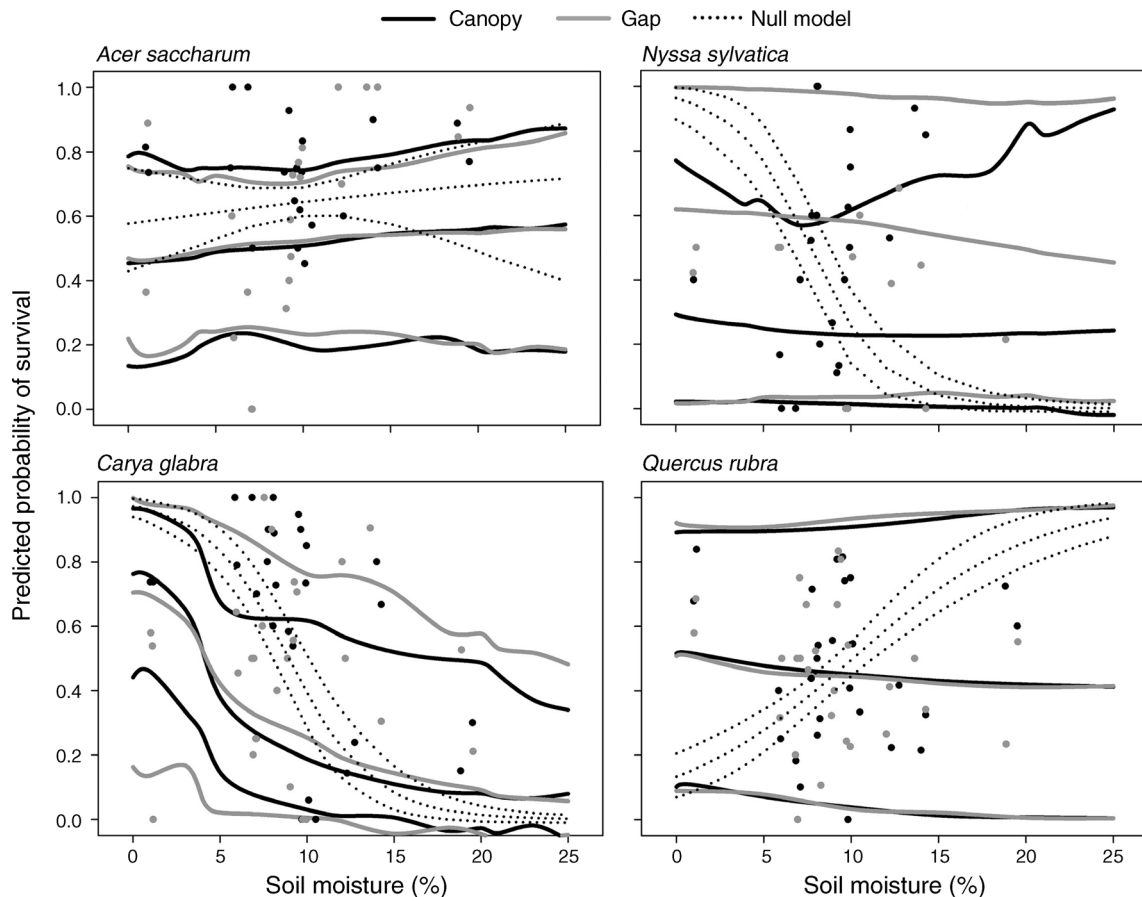 Canopy Gap Null model
Acer saccharum Nyssa sylvatica
1.0
0.8
0.6
0.4
0.2
0.0
Predicted probability of survival
Carya glabra Quercus rubra
1.0
0.8
0.6
0.4
0.2
0.0
0 5 10 15 20 25 0 5 10 15 20 25
Soil moisture (%) Soil moisture (%)